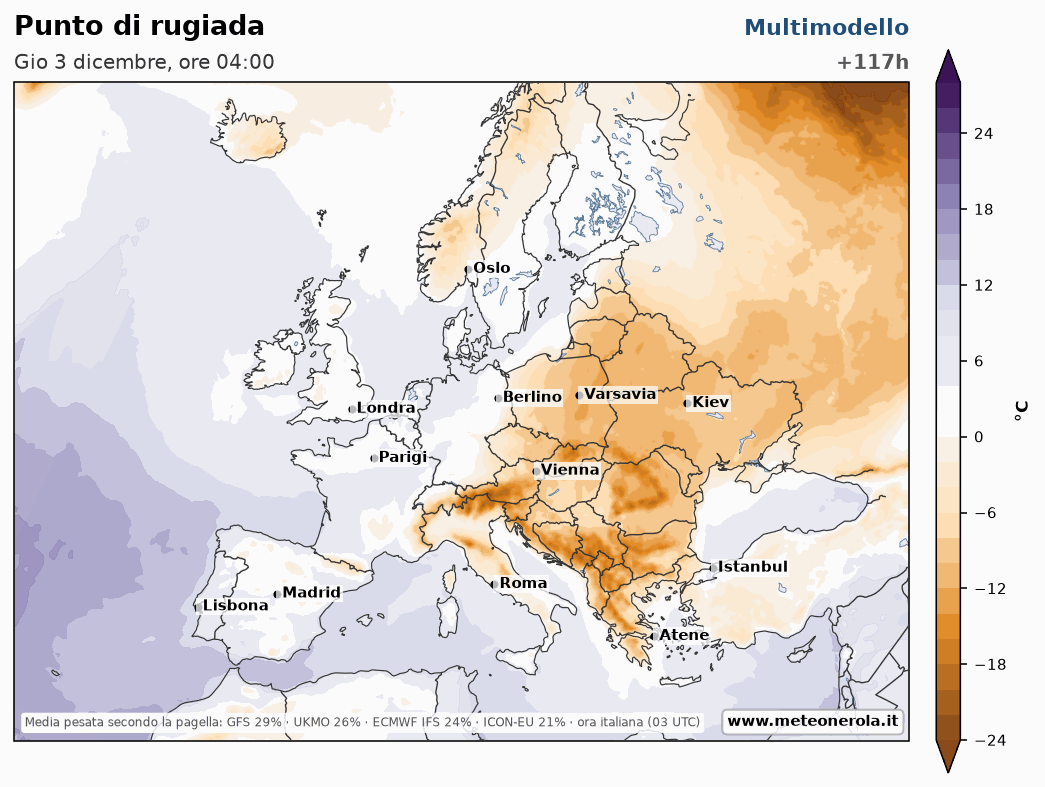 Punto di rugiada
Multimodello
Gio 3 dicembre, ore 04:00
+117h
24
18
12
6
0
−6
−12
−18
−24
°C
Oslo
Berlino
Varsavia
Kiev
Londra
Parigi
Vienna
Istanbul
Roma
Madrid
Lisbona
Atene
Media pesata secondo la pagella: GFS 29% · UKMO 26% · ECMWF IFS 24% · ICON-EU 21% · ora italiana (03 UTC)
www.meteonerola.it